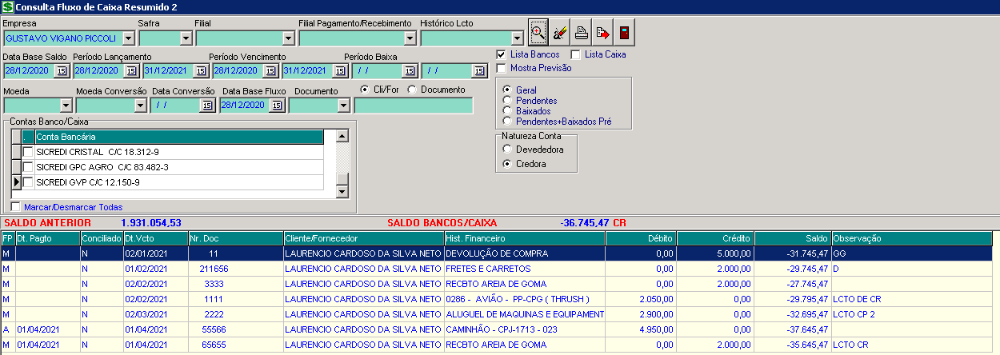 Consulta Fluxo de Caixa Resumido 2
Empresa Safra Filial Filial Pagamento/Recebimento Histórico Lcto
GUSTAVO VIGANO PICCOLI
Data Base Saldo Período Lançamento Período Vencimento Período Baixa
28/12/2020 15 28/12/2020 15 31/12/2021 15 28/12/2020 15 31/12/2021 15 / / 15 / / 15
Lista Bancos Lista Caixa
Mostra Previsão
Moeda Moeda Conversão Data Conversão Data Base Fluxo Documento Cli/For Documento
/ / 15 28/12/2020 15
Geral
Pendentes
Baixados
Pendentes+Baixados Pré
Contas Banco/Caixa
. Conta Bancária
SICREDI CRISTAL C/C 18.312-9
SICREDI GPC AGRO C/C 83.482-3
SICREDI GVP C/C 12.150-9
Marcar/Desmarcar Todas
Natureza Conta
Devededora
Credora
SALDO ANTERIOR 1.931.054,53 SALDO BANCOS/CAIXA -36.745,47 CR
FP Dt. Pagto Conciliado Dt.Vcto Nr. Doc Cliente/Fornecedor Hist. Financeiro Débito Crédito Saldo Observação
M N 02/01/2021 11 LAURENCIO CARDOSO DA SILVA NETO DEVOLUÇÃO DE COMPRA 0,00 5.000,00 -31.745,47 GG
M N 01/02/2021 211656 LAURENCIO CARDOSO DA SILVA NETO FRETES E CARRETOS 0,00 2.000,00 -29.745,47 D
M N 02/02/2021 3333 LAURENCIO CARDOSO DA SILVA NETO RECBTO AREIA DE GOMA 0,00 2.000,00 -27.745,47
M N 02/02/2021 1111 LAURENCIO CARDOSO DA SILVA NETO 0286 - AVIÃO - PP-CPG ( THRUSH ) 2.050,00 0,00 -29.795,47 LCTO DE CR
M N 02/03/2021 2222 LAURENCIO CARDOSO DA SILVA NETO ALUGUEL DE MAQUINAS E EQUIPAMENT 2.900,00 0,00 -32.695,47 LCTO CP 2
A 01/04/2021 N 01/04/2021 55566 LAURENCIO CARDOSO DA SILVA NETO CAMINHÃO - CPJ-1713 - 023 4.950,00 0,00 -37.645,47
M 01/04/2021 N 01/04/2021 65655 LAURENCIO CARDOSO DA SILVA NETO RECBTO AREIA DE GOMA 0,00 2.000,00 -35.645,47 LCTO CR